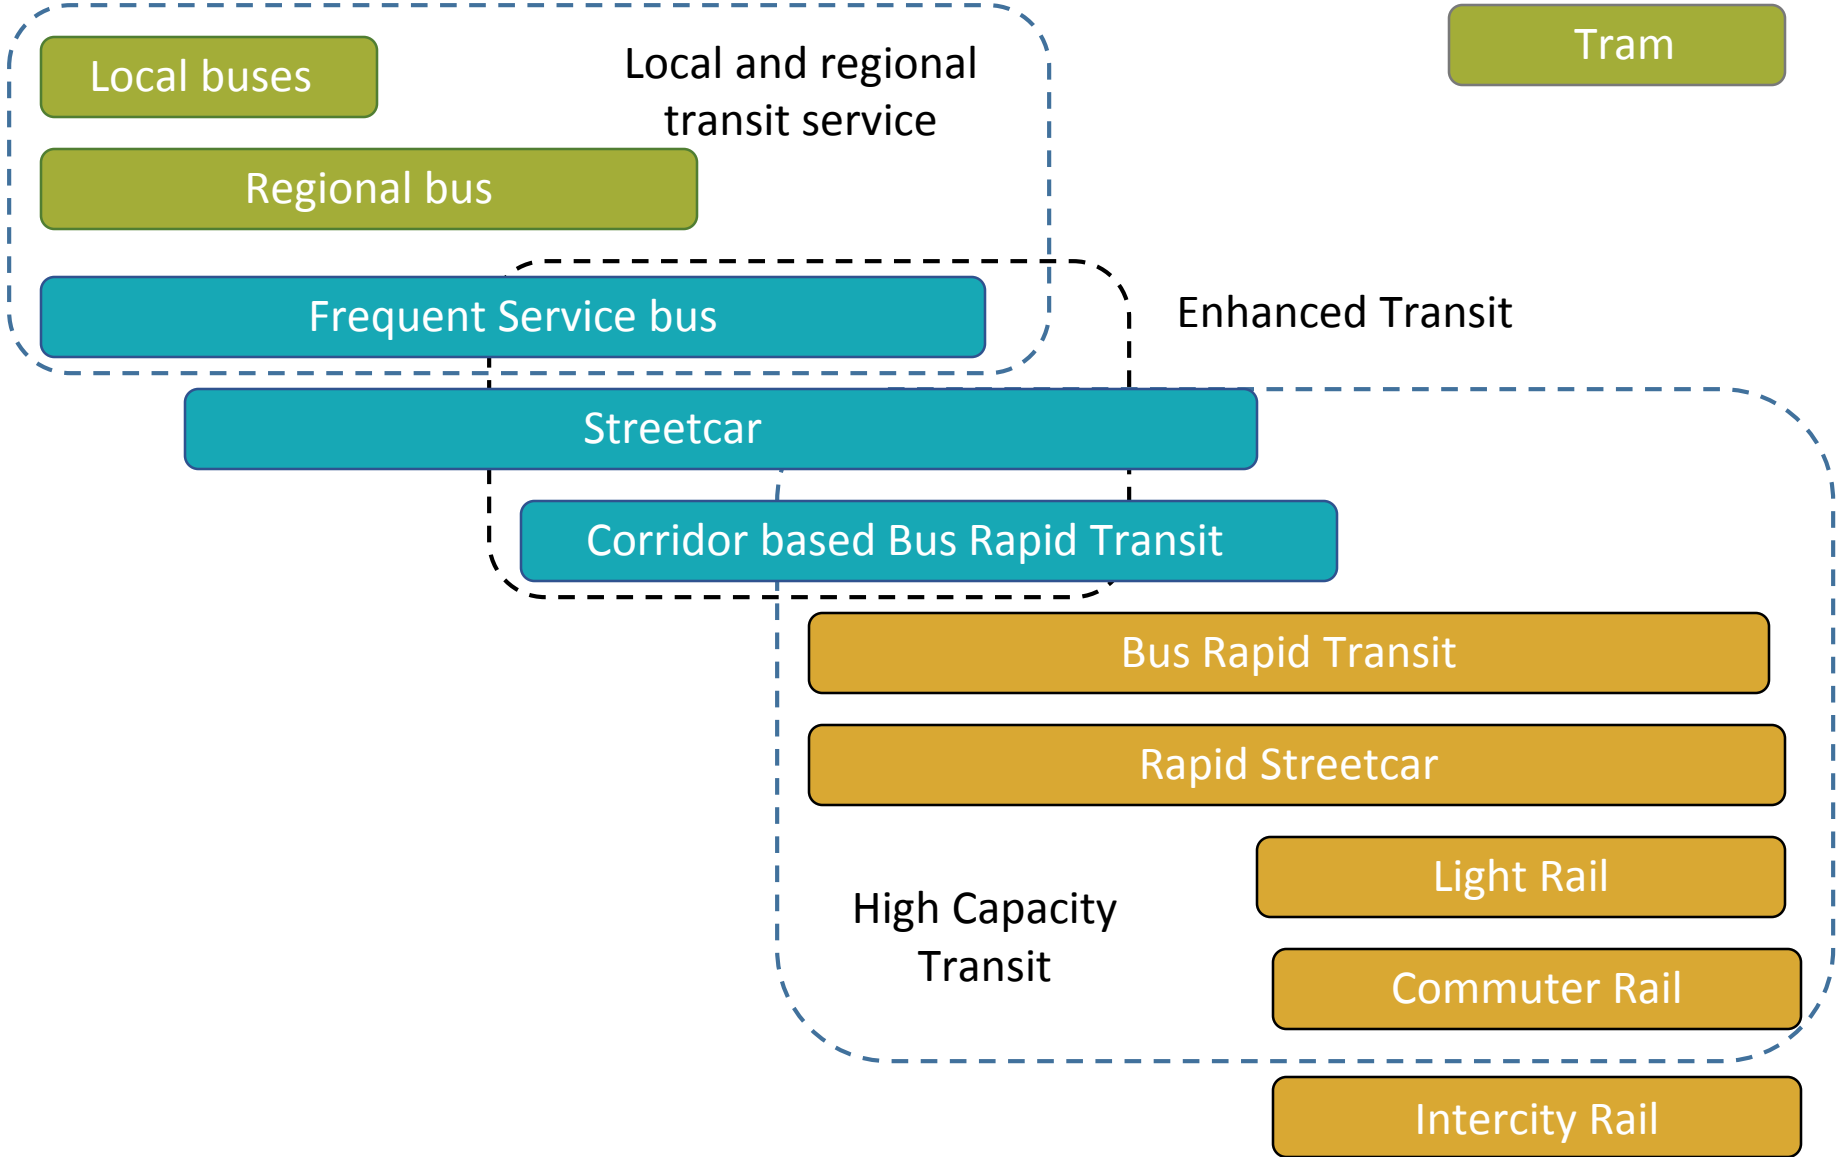 Local buses
Local and regional
transit service
Tram
Regional bus
Frequent Service bus
Enhanced Transit
Streetcar
Corridor based Bus Rapid Transit
Bus Rapid Transit
Rapid Streetcar
Light Rail
High Capacity
Transit
Commuter Rail
Intercity Rail